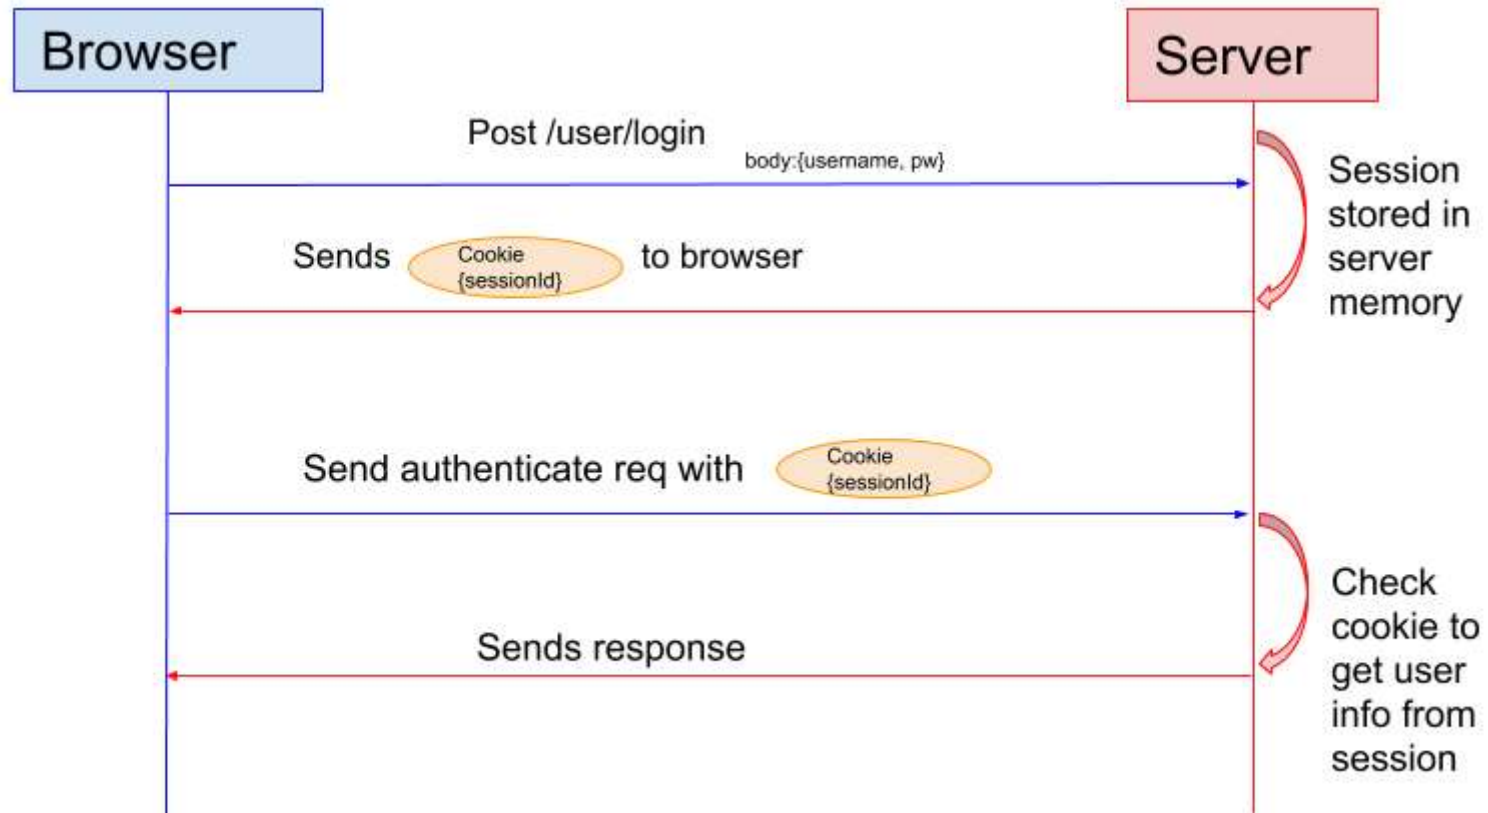 Browser
Server
Post /user/login
body:{username, pw}
Session
stored in
server
memory
Sends
Cookie
{sessionId}
to browser
Send authenticate req with
Cookie
{sessionId}
Check
cookie to
get user
info from
session
Sends response